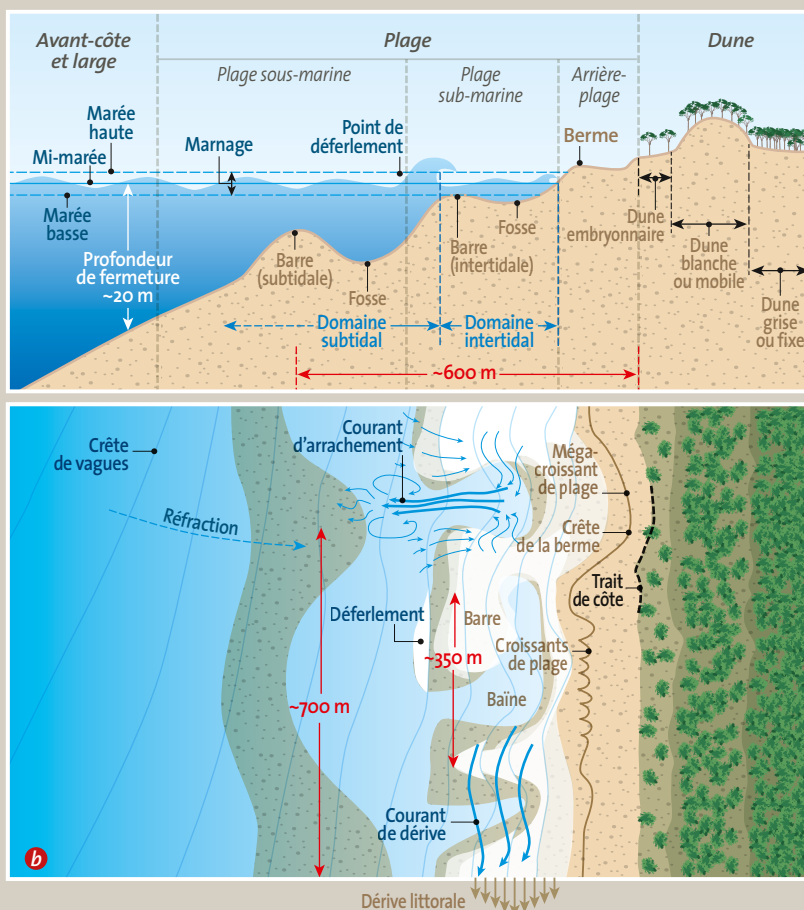 Avant-côte
et large
Plage
Dune
Plage sous-marine
Plage
sub-marine
Arrière-
plage
Marée
haute
Mi-marée
Marnage
Point de
déferlement
Berme
Marée
basse
Profondeur
de fermeture
~20 m
Barre
(subtidale)
Fosse
Barre
(intertidale)
Fosse
Dune
embryonnaire
Dune
blanche
ou mobile
Dune
grise
ou fixe
Domaine
subtidal
Domaine
intertidal
~600 m
Crête
de vagues
Courant
d'arrachement
Méga-
croissant
de plage
Réfraction
Crête
de la berme
Trait
de côte
Déferlement
Barre
~350 m
Croissants
de plage
Baïne
~700 m
Courant
de dérive
b
Dérive littorale